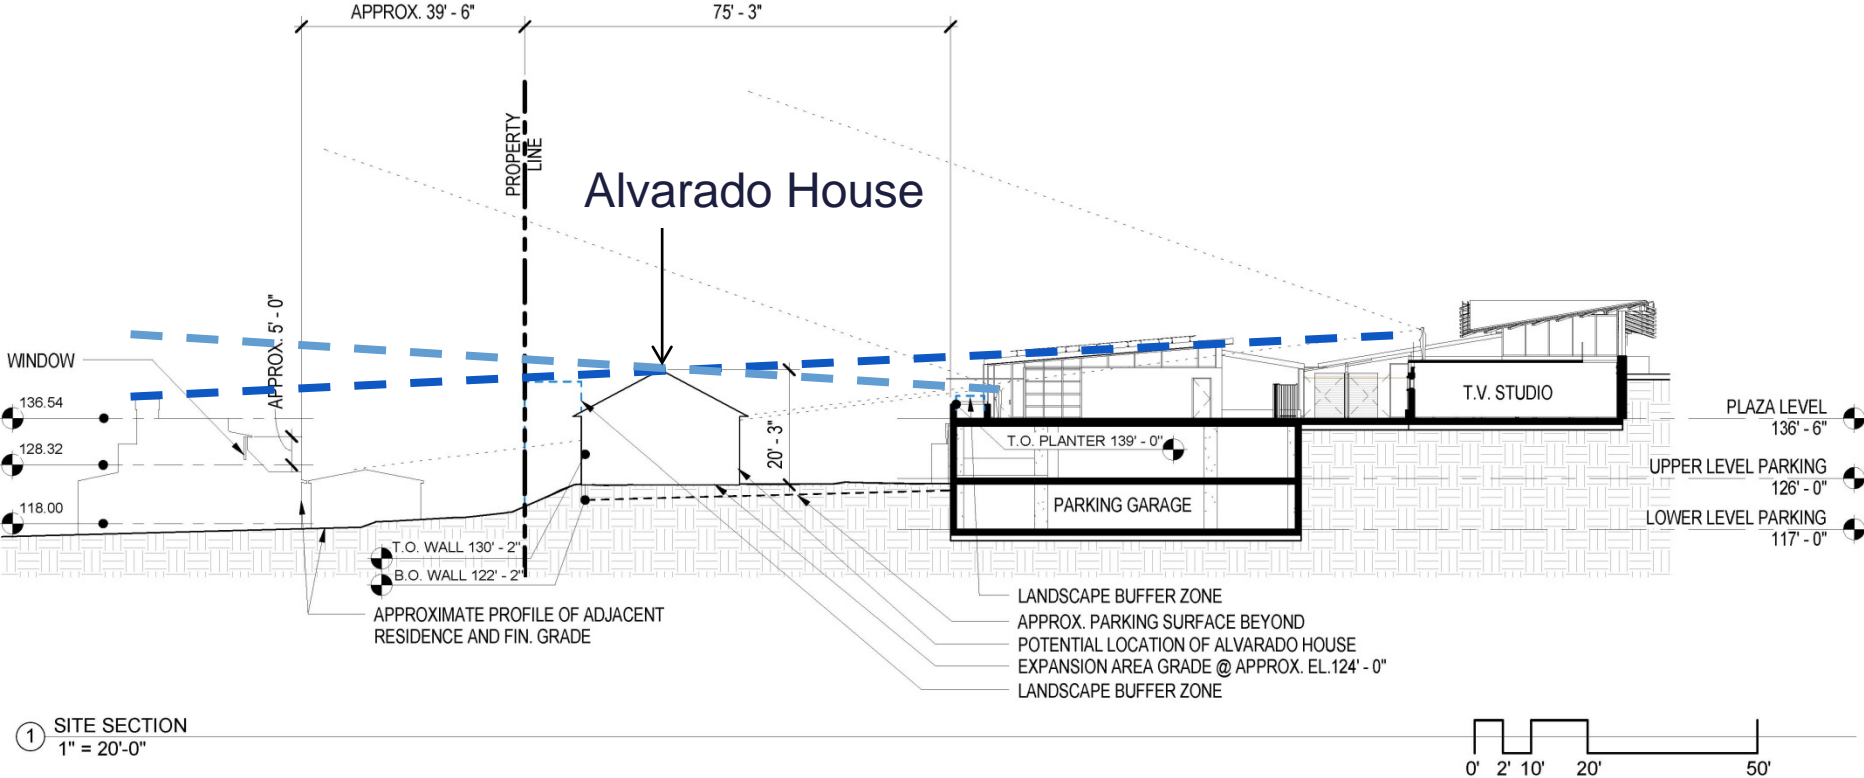 APPROX. 39' - 6"
75' - 3"
PROPERTY
LINE
Alvarado House
APPROX. 5' - 0"
WINDOW
136.54
128.32
118.00
20' - 3"
T.V. STUDIO
T.O. PLANTER 139' - 0"
PARKING GARAGE
PLAZA LEVEL
136' - 6"
UPPER LEVEL PARKING
126' - 0"
LOWER LEVEL PARKING
117' - 0"
T.O. WALL 130' - 2"
B.O. WALL 122' - 2"
APPROXIMATE PROFILE OF ADJACENT
RESIDENCE AND FIN. GRADE
LANDSCAPE BUFFER ZONE
APPROX. PARKING SURFACE BEYOND
POTENTIAL LOCATION OF ALVARADO HOUSE
EXPANSION AREA GRADE @ APPROX. EL.124' - 0"
LANDSCAPE BUFFER ZONE
1 SITE SECTION
1" = 20'-0"
0' 2' 10' 20' 50'